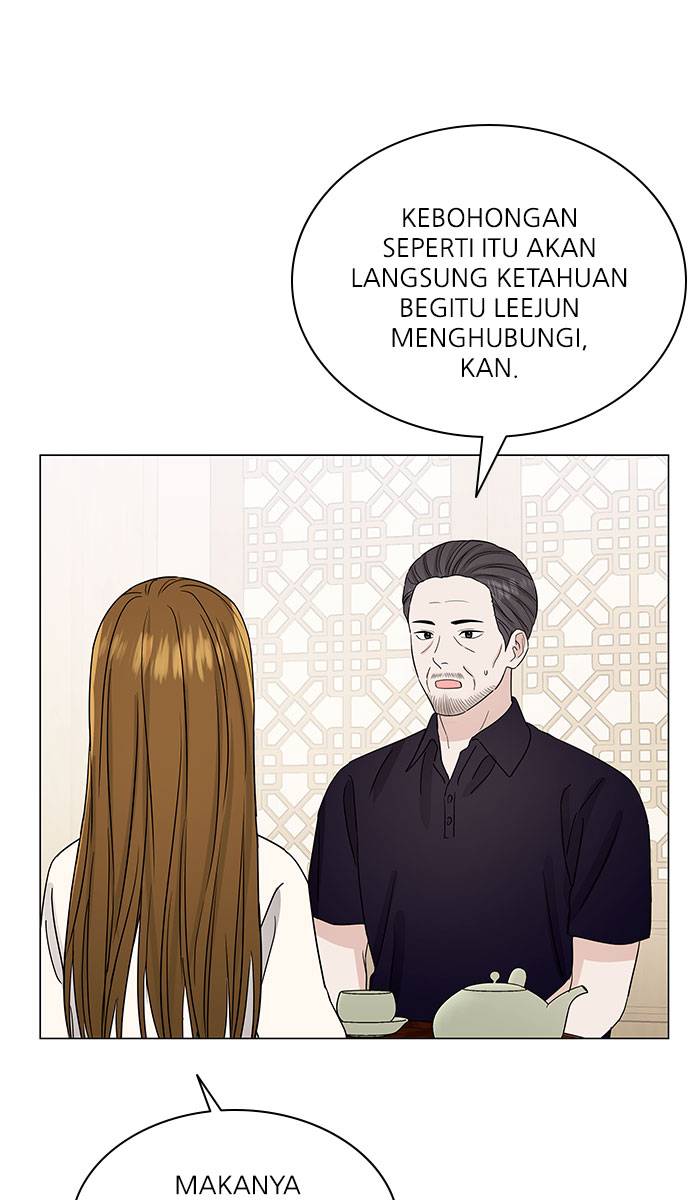 KEBOHONGAN
SEPERTI ITU AKAN
LANGSUNG KETAHUAN
BEGITU LEEJUN
MENGHUBUNGI,
KAN.
MAKANYA